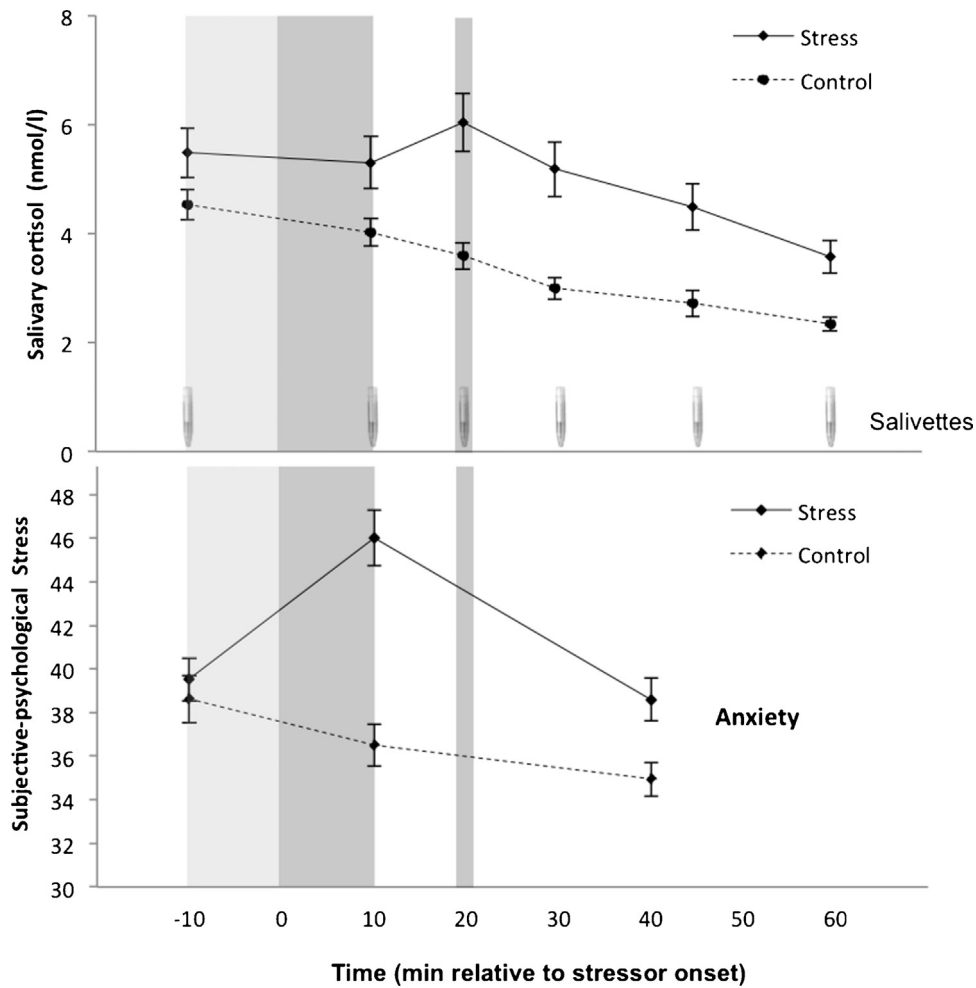 8
6
4
2
0
Salivary cortisol (nmol/l)
Stress
Control
Salivettes
48
46
44
42
40
38
36
34
32
30
Subjective-psychological Stress
Stress
Control
Anxiety
-10 0 10 20 30 40 50 60
Time (min relative to stressor onset)